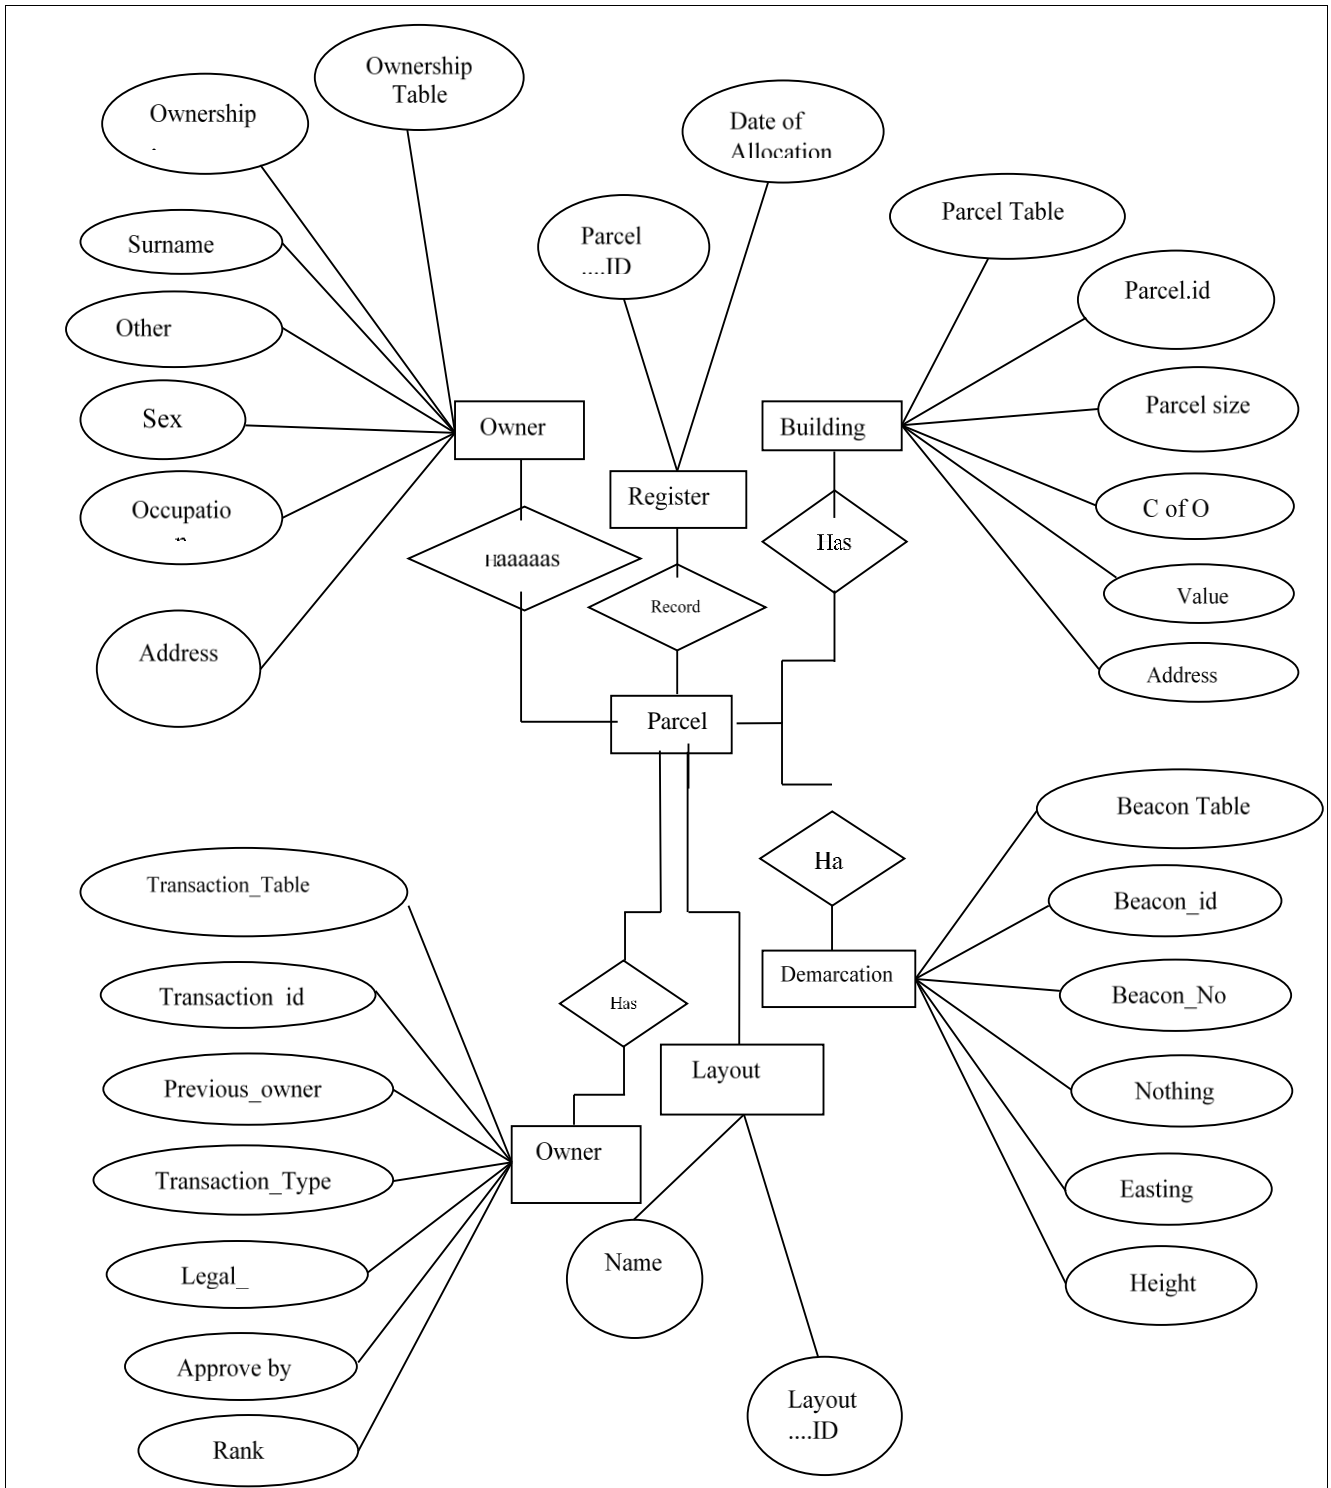 Ownership
Table
Ownership
Date of
Allocation
Parcel Table
Parcel
....ID
Surname
Parcel.id
Other
Sex
Parcel size
Owner
Building
Register
C of O
Occupatio
n
Haaaaas
Has
Record
Value
Address
Address
Parcel
Beacon Table
Ha
Transaction_Table
Beacon_id
Demarcation
Transaction id
Has
Beacon_No
Layout
Previous_owner
Nothing
Owner
Transaction_Type
Easting
Name
Legal_
Height
Approve by
Layout
....ID
Rank